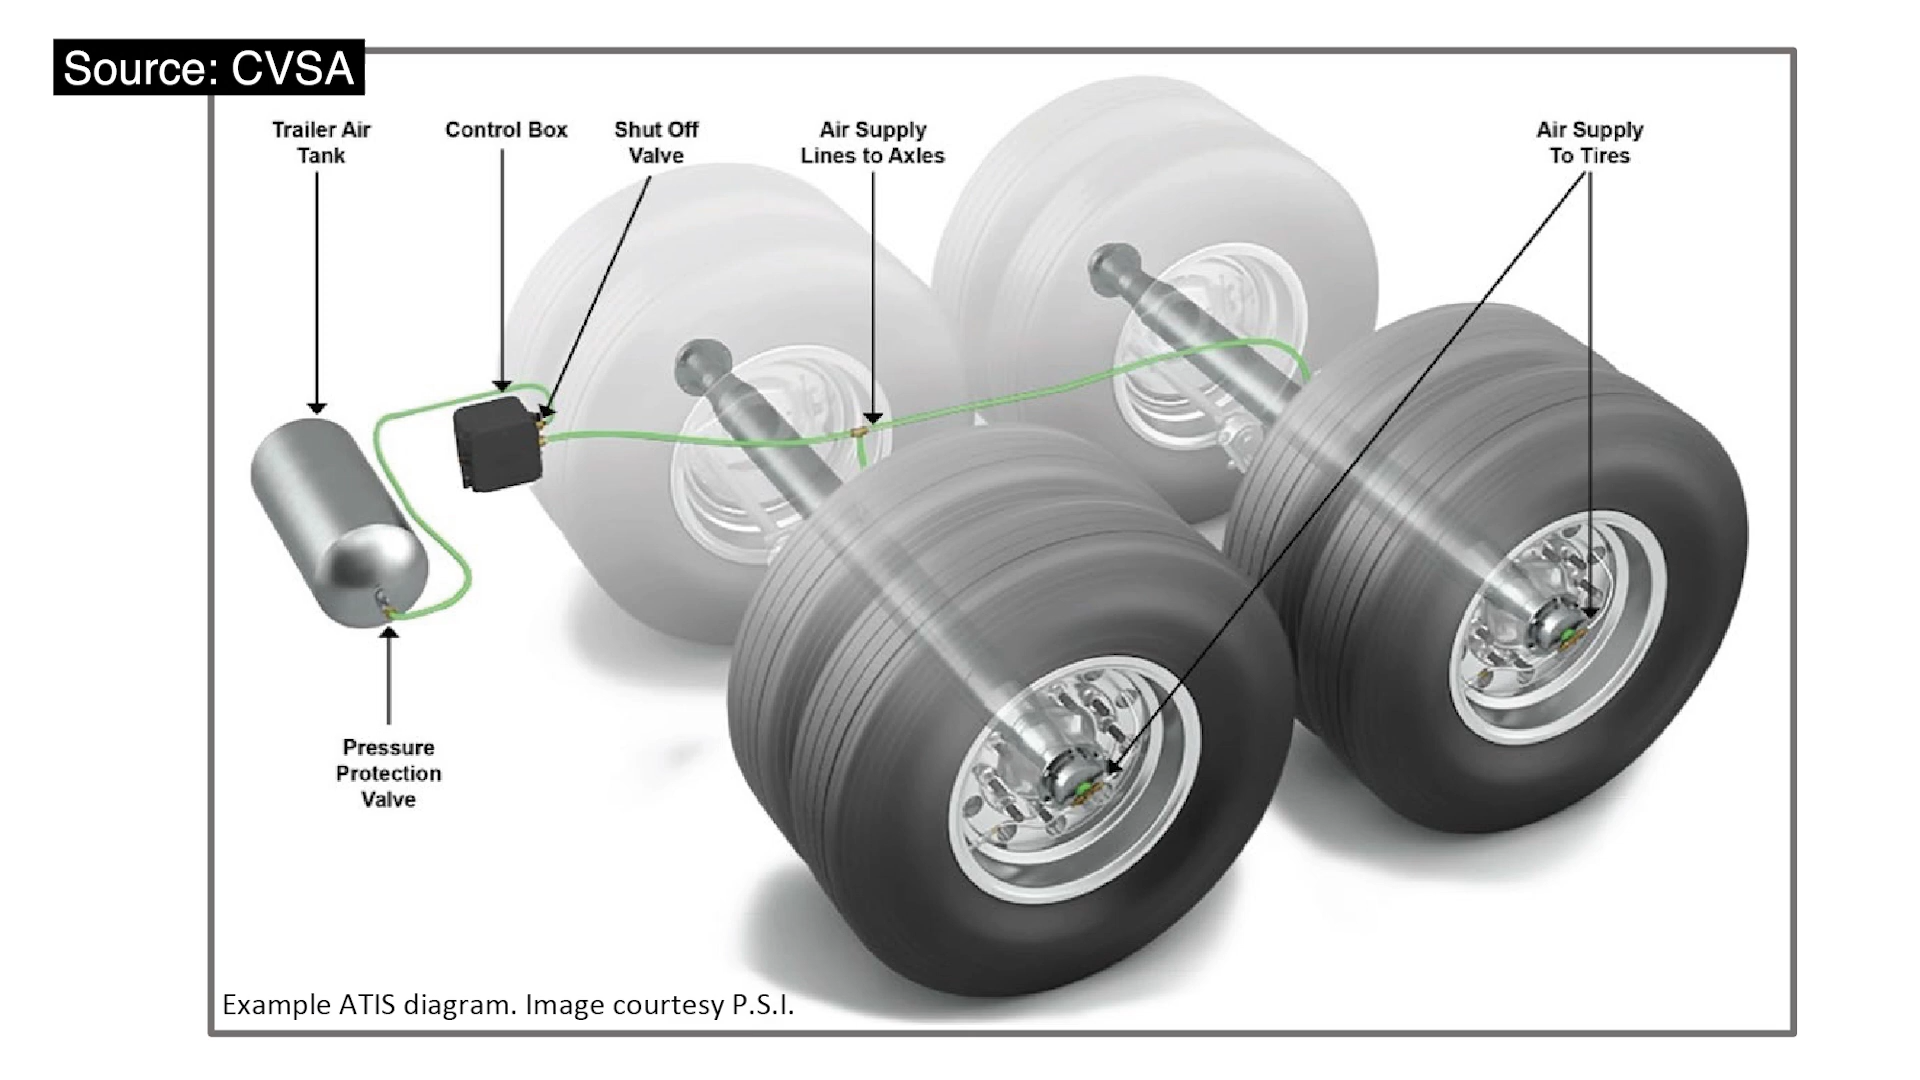 Source: CVSA
Trailer Air
Tank
Control Box
Shut Off
Valve
Air Supply
Lines to Axles
Air Supply
To Tires
Pressure
Protection
Valve
Example ATIS diagram. Image courtesy P.S.I.